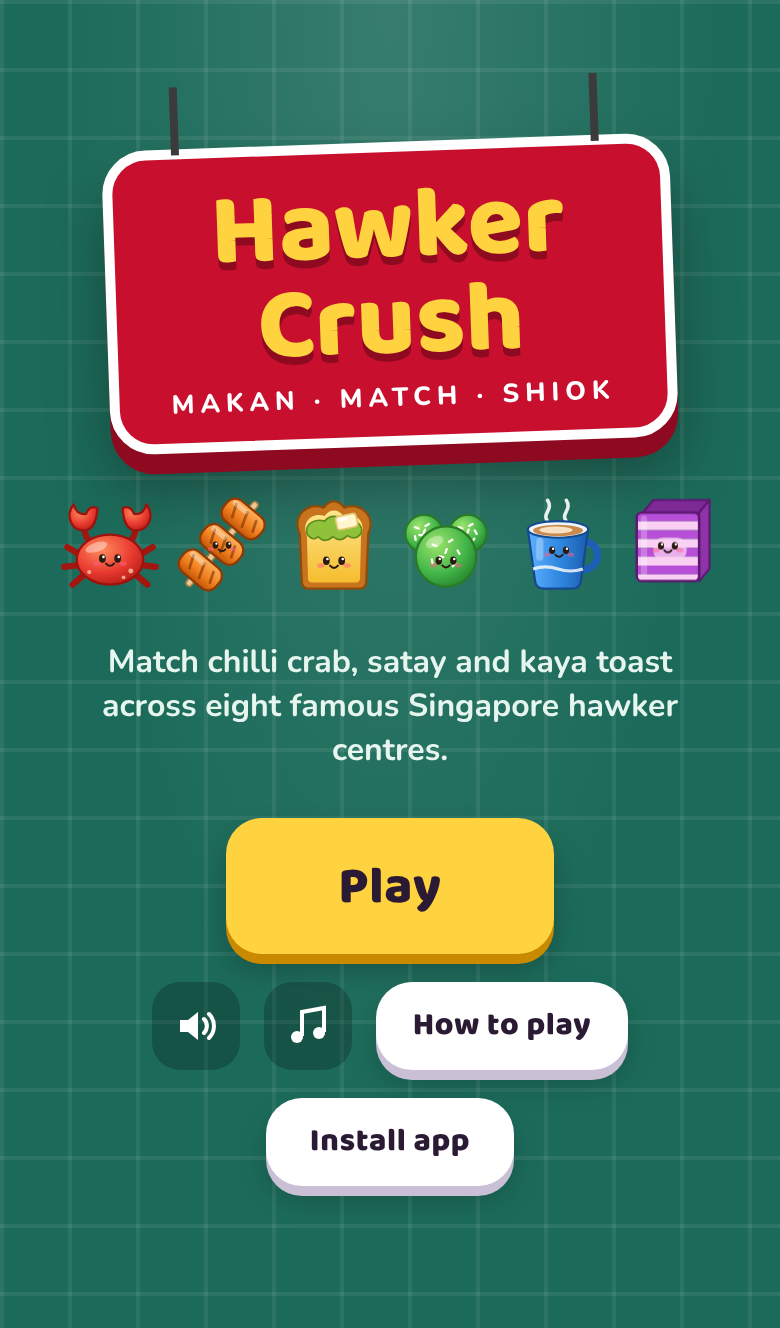 Hawker
Crush
MAKAN · MATCH · SHIOK
Match chilli crab, satay and kaya toast
across eight famous Singapore hawker
centres.
Play
How to play
Install app